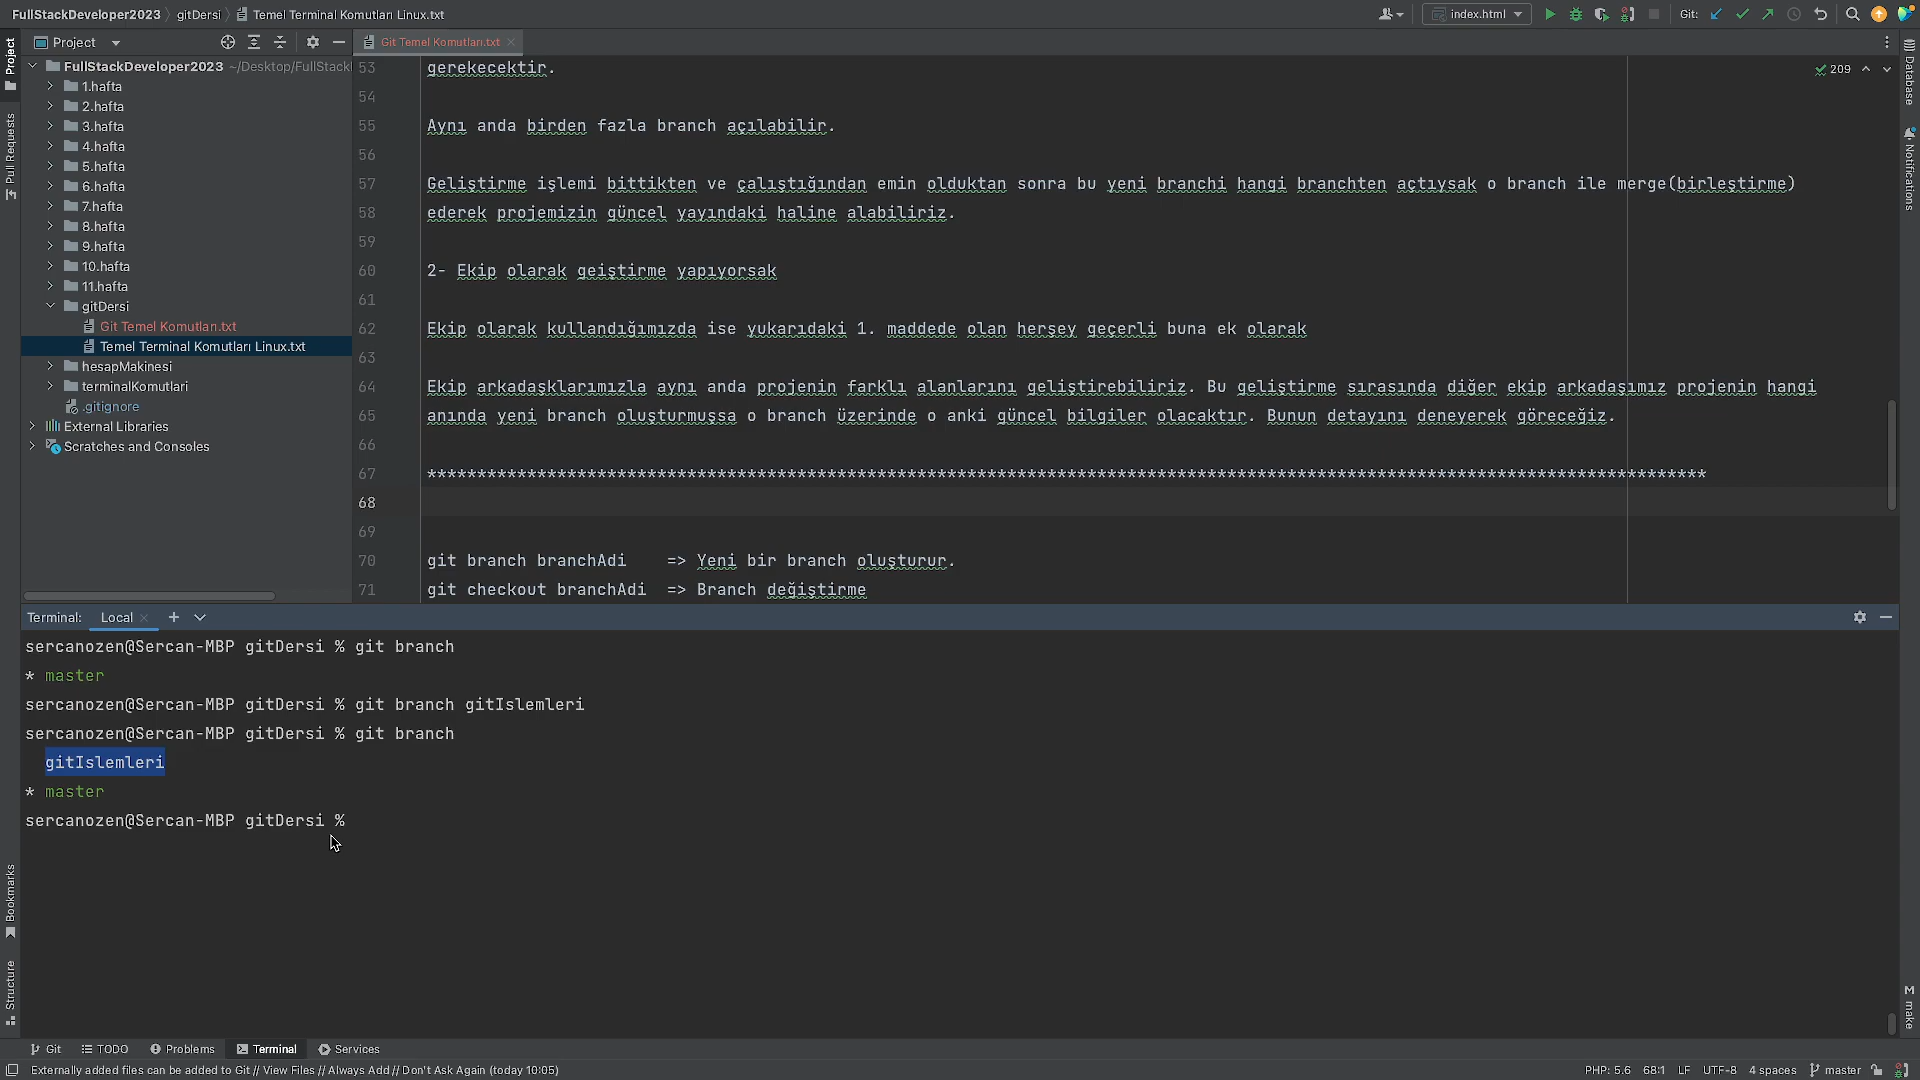 FullStackDeveloper2023 gitDersi Temel Terminal Komutları Linux.txt
index.html
Git:
Project
Git Temel Komutları.txt
FullStackDeveloper2023 ~/Desktop/FullStackI
1.hafta
2.hafta
3.hafta
4.hafta
5.hafta
6.hafta
7.hafta
8.hafta
9.hafta
10.hafta
11.hafta
gitDersi
Git Temel Komutları.txt
Temel Terminal Komutları Linux.txt
hesapMakinesi
terminalKomutlari
.gitignore
External Libraries
Scratches and Consoles
Project
Pull Requests
Bookmarks
Structure
209
53 gerekecektir.
54
55 Aynı anda birden fazla branch açılabilir.
56
57 Geliştirme işlemi bittikten ve çalıştığından emin olduktan sonra bu yeni branchi hangi branchten açtıysak o branch ile merge(birleştirme)
58 ederek projemizin güncel yayındaki haline alabiliriz.
59
60 2- Ekip olarak geiştirme yapıyorsak
61
62 Ekip olarak kullandığımızda ise yukarıdaki 1. maddede olan herşey geçerli buna ek olarak
63
64 Ekip arkadaşklarımızla aynı anda projenin farklı alanlarını geliştirebiliriz. Bu geliştirme sırasında diğer ekip arkadaşımız projenin hangi
65 anında yeni branch oluşturmuşsa o branch üzerinde o anki güncel bilgiler olacaktır. Bunun detayını deneyerek göreceğiz.
66
67 ********************************************************************************************************************************
68
69
70 git branch branchAdi => Yeni bir branch oluşturur.
71 git checkout branchAdi => Branch değiştirme
Database
Notifications
make
Terminal: Local
sercanozen@Sercan-MBP gitDersi % git branch
* master
sercanozen@Sercan-MBP gitDersi % git branch gitIslemleri
sercanozen@Sercan-MBP gitDersi % git branch
gitIslemleri
* master
sercanozen@Sercan-MBP gitDersi %
Git TODO Problems Terminal Services
Externally added files can be added to Git // View Files // Always Add // Don't Ask Again (today 10:05)
PHP: 5.6 68:1 LF UTF-8 4 spaces master